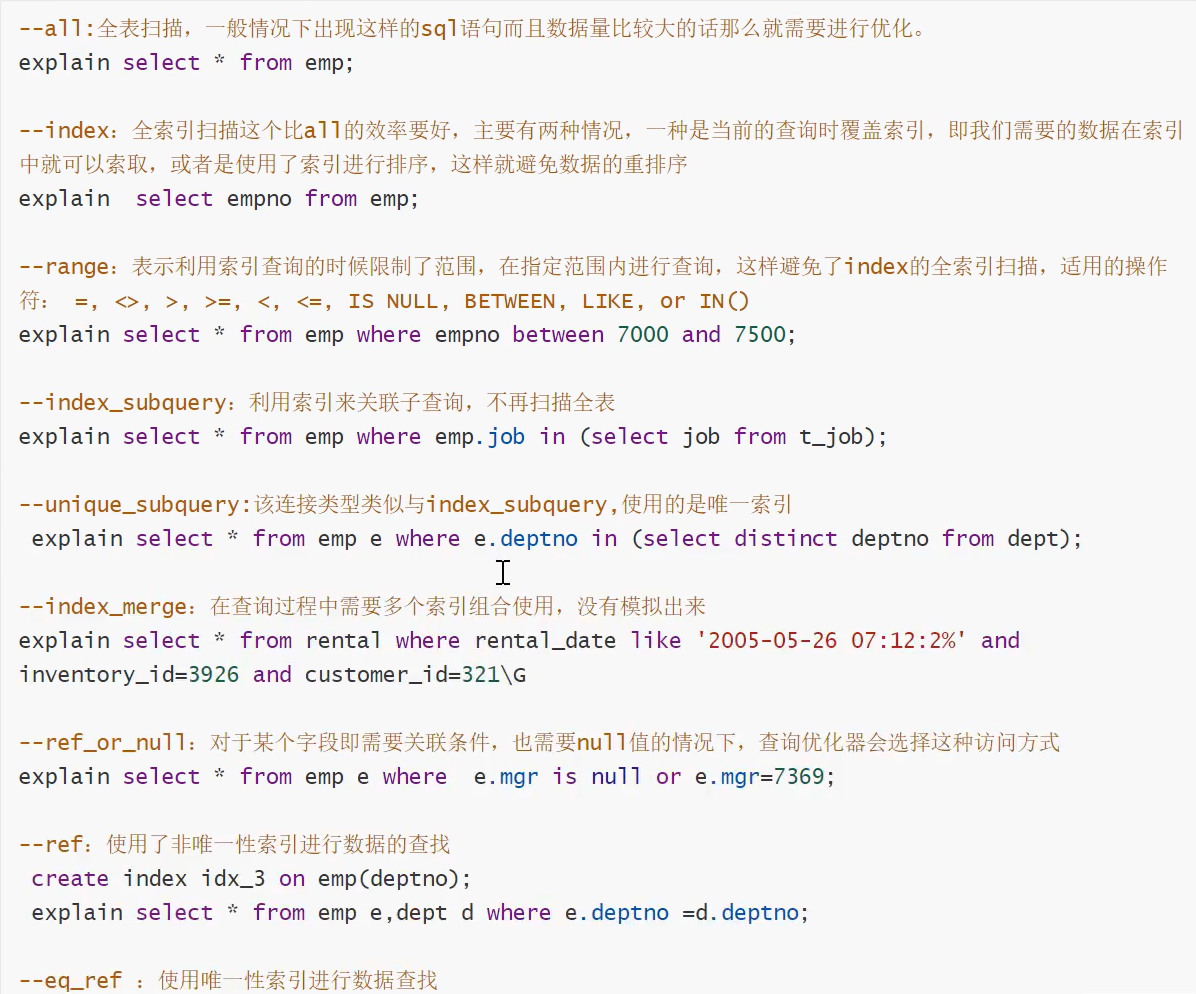 --all:全表扫描，一般情况下出现这样的sql语句而且数据量比较大的话那么就需要进行优化。
explain select * from emp;
--index：全索引扫描这个比all的效率要好，主要有两种情况，一种是当前的查询时覆盖索引，即我们需要的数据在索引
中就可以索取，或者是使用了索引进行排序，这样就避免数据的重排序
explain  select empno from emp;
--range：表示利用索引查询的时候限制了范围，在指定范围内进行查询，这样避免了index的全索引扫描，适用的操作
符： =, <>, >, >=, <, <=, IS NULL, BETWEEN, LIKE, or IN()
explain select * from emp where empno between 7000 and 7500;
--index_subquery：利用索引来关联子查询，不再扫描全表
explain select * from emp where emp.job in (select job from t_job);
--unique_subquery:该连接类型类似与index_subquery,使用的是唯一索引
 explain select * from emp e where e.deptno in (select distinct deptno from dept);
--index_merge：在查询过程中需要多个索引组合使用，没有模拟出来
explain select * from rental where rental_date like '2005-05-26 07:12:2%' and
inventory_id=3926 and customer_id=321\G
--ref_or_null：对于某个字段即需要关联条件，也需要null值的情况下，查询优化器会选择这种访问方式
explain select * from emp e where  e.mgr is null or e.mgr=7369;
--ref：使用了非唯一性索引进行数据的查找
 create index idx_3 on emp(deptno);
 explain select * from emp e,dept d where e.deptno =d.deptno;
--eq_ref ：使用唯一性索引进行数据查找